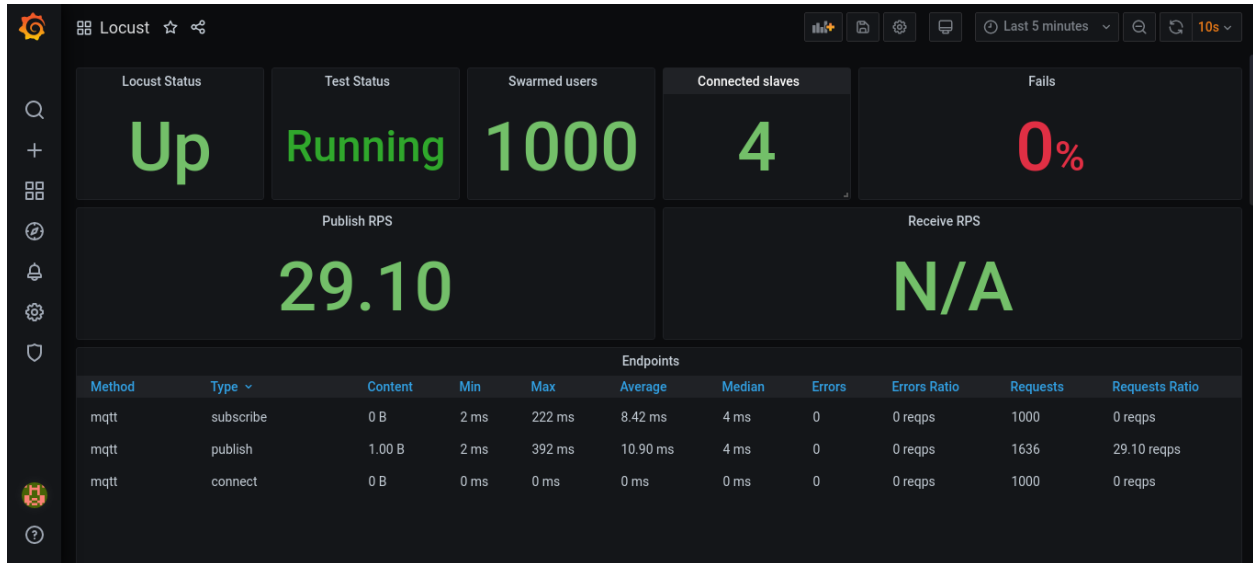 Locust
Last 5 minutes
10s
Locust Status
Test Status
Swarmed users
Connected slaves
Fails
Up
Running
1000
4
0%
Publish RPS
Receive RPS
29.10
N/A
Endpoints
Method Type Content Min Max Average Median Errors Errors Ratio Requests Requests Ratio
mqtt subscribe 0 B 2 ms 222 ms 8.42 ms 4 ms 0 0 reqps 1000 0 reqps
mqtt publish 1.00 B 2 ms 392 ms 10.90 ms 4 ms 0 0 reqps 1636 29.10 reqps
mqtt connect 0 B 0 ms 0 ms 0 ms 0 ms 0 0 reqps 1000 0 reqps